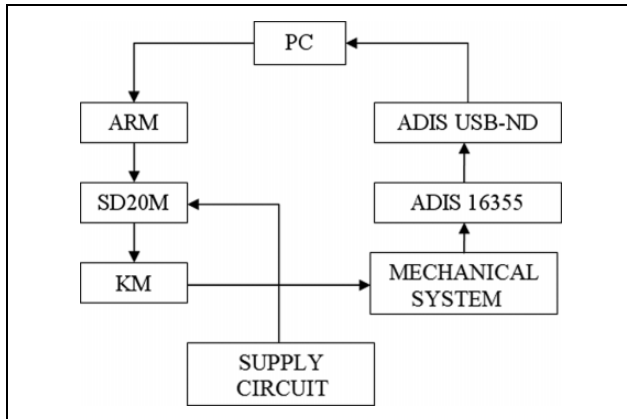 PC
ARM
ADIS USB-ND
SD20M
ADIS 16355
KM
MECHANICAL
SYSTEM
SUPPLY
CIRCUIT